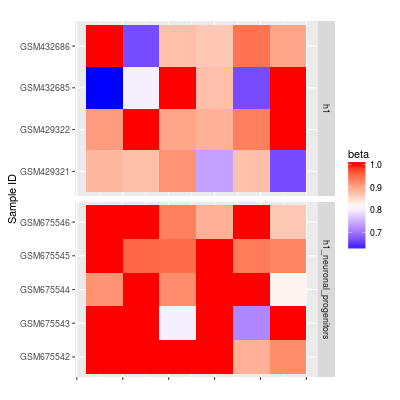 Sample ID
GSM432686
GSM432685
GSM429322
GSM429321
h1
GSM675546
GSM675545
GSM675544
GSM675543
GSM675542
h1_neuronal_progenitors
beta
1.0
0.9
0.8
0.7